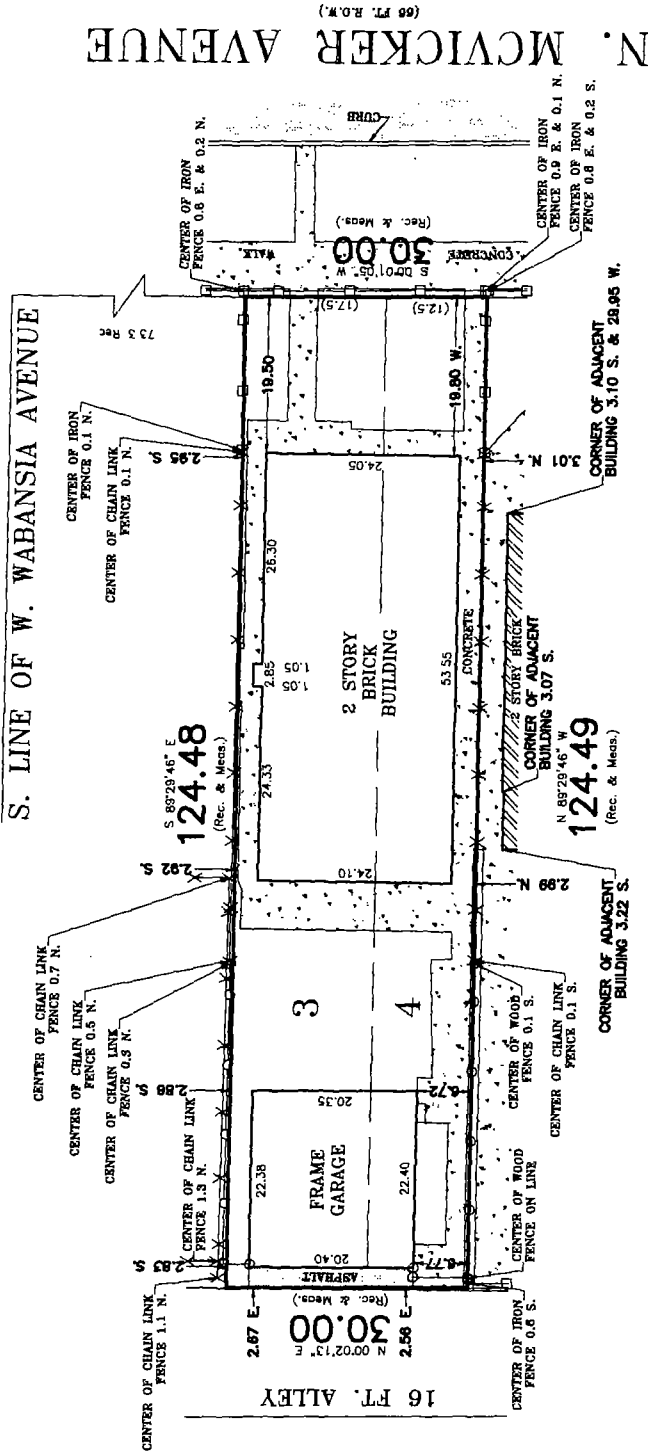 N. MCVICKER AVENUE
(66 FT. R.O.W.)
S. LINE OF W. WABANSIA AVENUE
73.3 Rec
CURB
WALK
CONCRETE
CENTER OF IRON
FENCE 0.8 E. & 0.2 N.
30.00
S 00°01'05" W
(Rec. & Meas.)
(17.5)
(12.5)
CENTER OF IRON
FENCE 0.9 E. & 0.1 N.
CENTER OF IRON
FENCE 0.8 E. & 0.2 S.
19.50
19.80 W.
CENTER OF IRON
FENCE 0.1 N.
CENTER OF CHAIN LINK
FENCE 0.1 N.
2.95 S.
3.01 N.
CORNER OF ADJACENT
BUILDING 3.10 S. & 28.95 W.
24.05
26.30
2.85
1.05
1.05
24.33
2 STORY
BRICK
BUILDING
53.55
CONCRETE
24.10
S 89°29'46" E
124.48
(Rec. & Meas.)
2 STORY BRICK
CORNER OF ADJACENT
BUILDING 3.07 S.
N 89°29'46" W
124.49
(Rec. & Meas.)
2.92 S.
2.99 N.
CORNER OF ADJACENT
BUILDING 3.22 S.
CENTER OF CHAIN LINK
FENCE 0.7 N.
CENTER OF CHAIN LINK
FENCE 0.5 N.
CENTER OF CHAIN LINK
FENCE 0.3 N.
3
4
CENTER OF WOOD
FENCE 0.1 S.
CENTER OF CHAIN LINK
FENCE 0.1 S.
2.88 S.
6.72
20.35
22.38
FRAME
GARAGE
22.40
20.40
CENTER OF CHAIN LINK
FENCE 1.3 N.
2.83 S
6.77
CENTER OF WOOD
FENCE ON LINE
ASPHALT
CENTER OF CHAIN LINK
FENCE 1.1 N.
2.67 E.
30.00
N 00°02'13" E
(Rec. & Meas.)
2.56 E.
CENTER OF IRON
FENCE 0.6 S.
16 FT. ALLEY